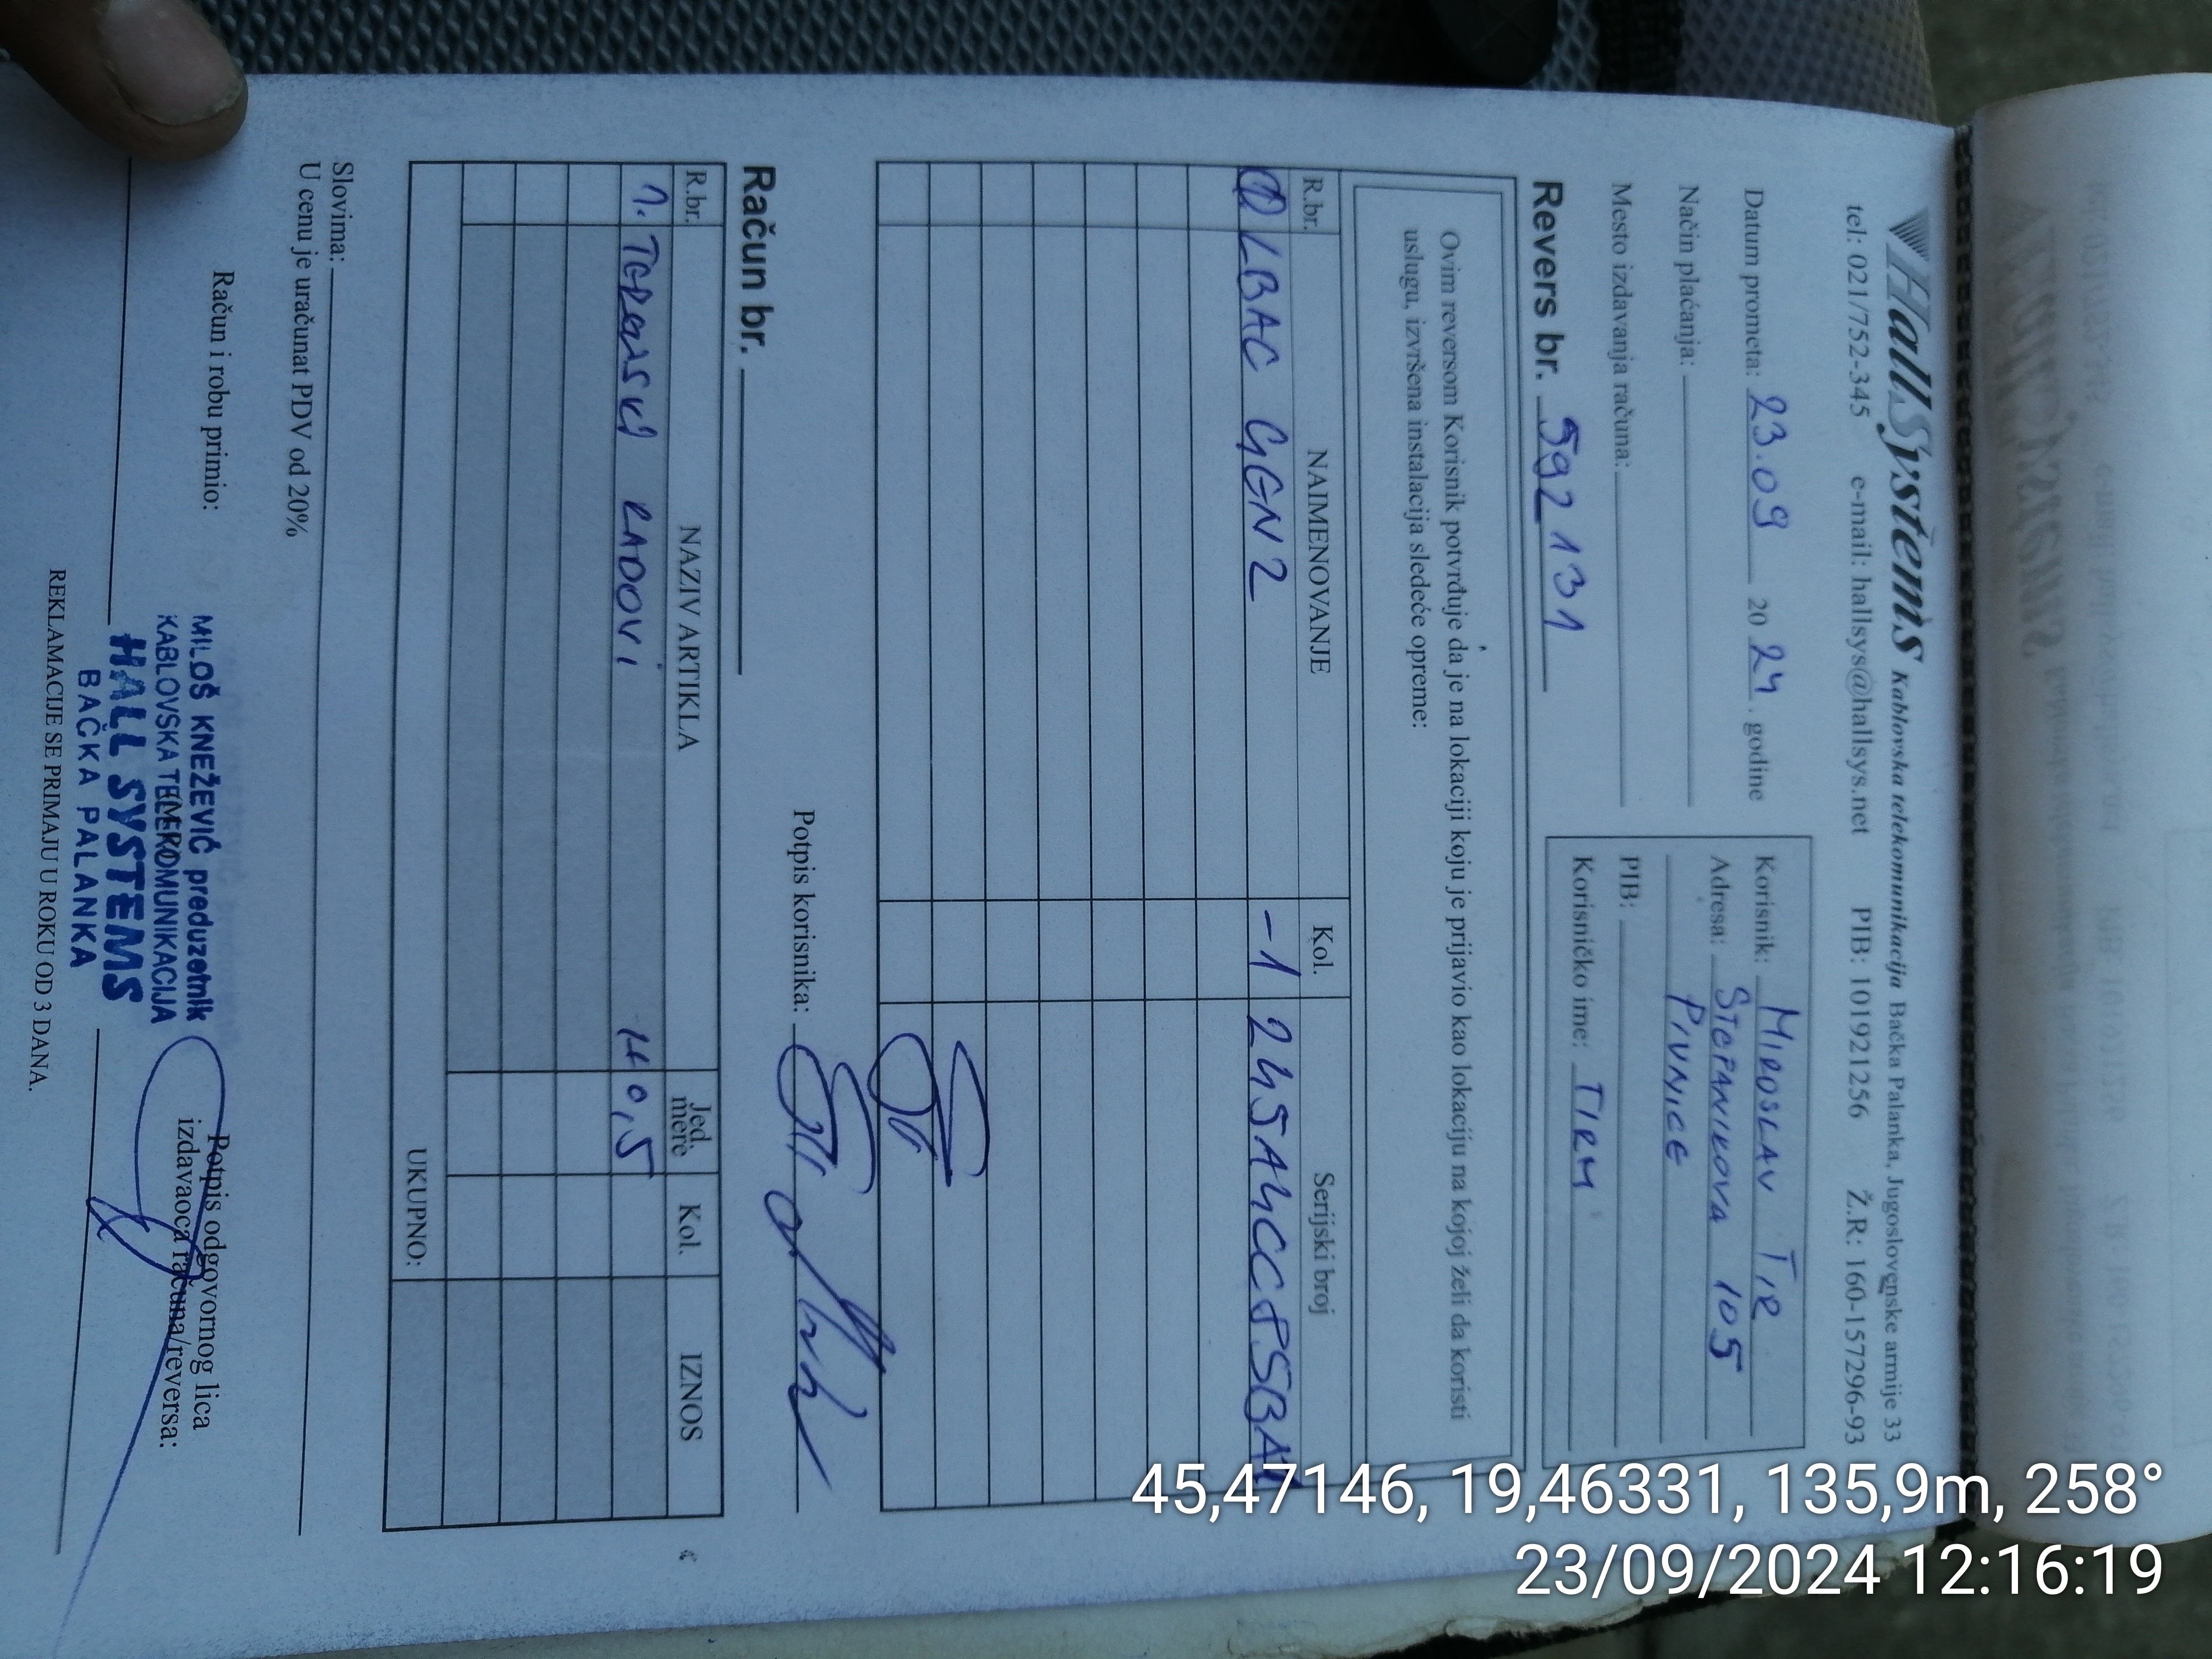 HallSystems Kablovska telekomunikacija Bačka Palanka, Jugoslovenske armije 33
tel: 021/752-345 e-mail: hallsys@hallsys.net PIB: 101921256 Ž.R: 160-157296-93
Datum prometa: 23.09 20 24. godine
Način plaćanja:
Mesto izdavanja računa:
Korisnik: MIROSLAV TIR
Adresa: STEPANIKOVA 105
PIVNICE
PIB:
Korisničko ime: TIRM
Revers br. 592131
Ovim reversom Korisnik potvrđuje da je na lokaciji koju je prijavio kao lokaciju na kojoj želi da koristi
uslugu, izvršena instalacija sledeće opreme:
R.br. NAIMENOVANJE Kol. Serijski broj
1 LBAC GEN2 -1 245A4CC8SBA
Potpis korisnika:
Račun br.
R.br. NAZIV ARTIKLA Jed. mere Kol. IZNOS
1. TERENSKI RADOVI H 0,5
UKUPNO:
Slovima:
U cenu je uračunat PDV od 20%
Račun i robu primio:
MILOŠ KNEŽEVIĆ preduzetnik
KABLOVSKA TELEKOMUNIKACIJA
HALL SYSTEMS
BAČKA PALANKA
Potpis odgovornog lica
izdavaoca računa/reversa:
REKLAMACIJE SE PRIMAJU U ROKU OD 3 DANA.
45,47146, 19,46331, 135,9m, 258°
23/09/2024 12:16:19